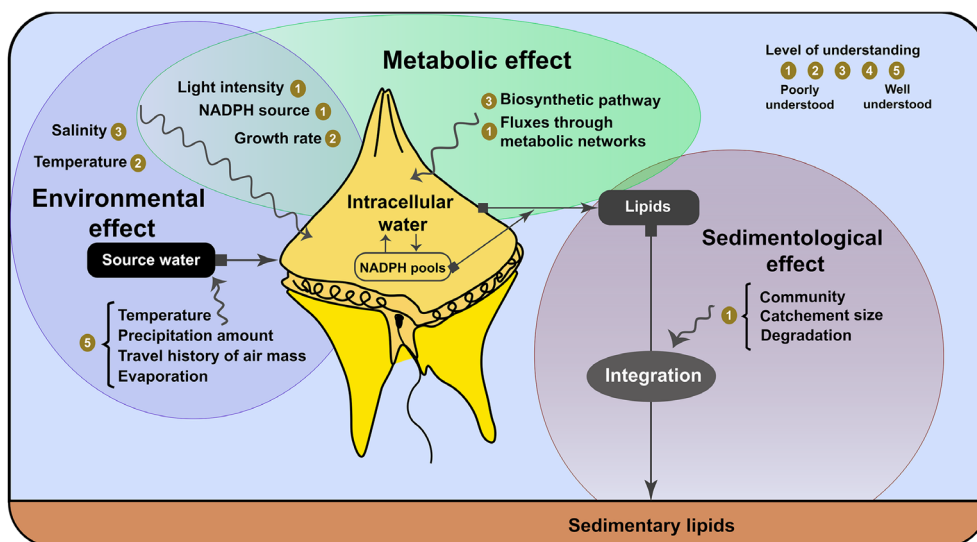 Metabolic effect
Level of understanding
1 2 3 4 5
Poorly understood
Well understood
Light intensity 1
NADPH source 1
Growth rate 2
3 Biosynthetic pathway
1 Fluxes through
metabolic networks
Salinity 3
Temperature 2
Environmental
effect
Source water
5
Temperature
Precipitation amount
Travel history of air mass
Evaporation
Intracellular
water
NADPH pools
Lipids
Sedimentological
effect
1
Community
Catchement size
Degradation
Integration
Sedimentary lipids